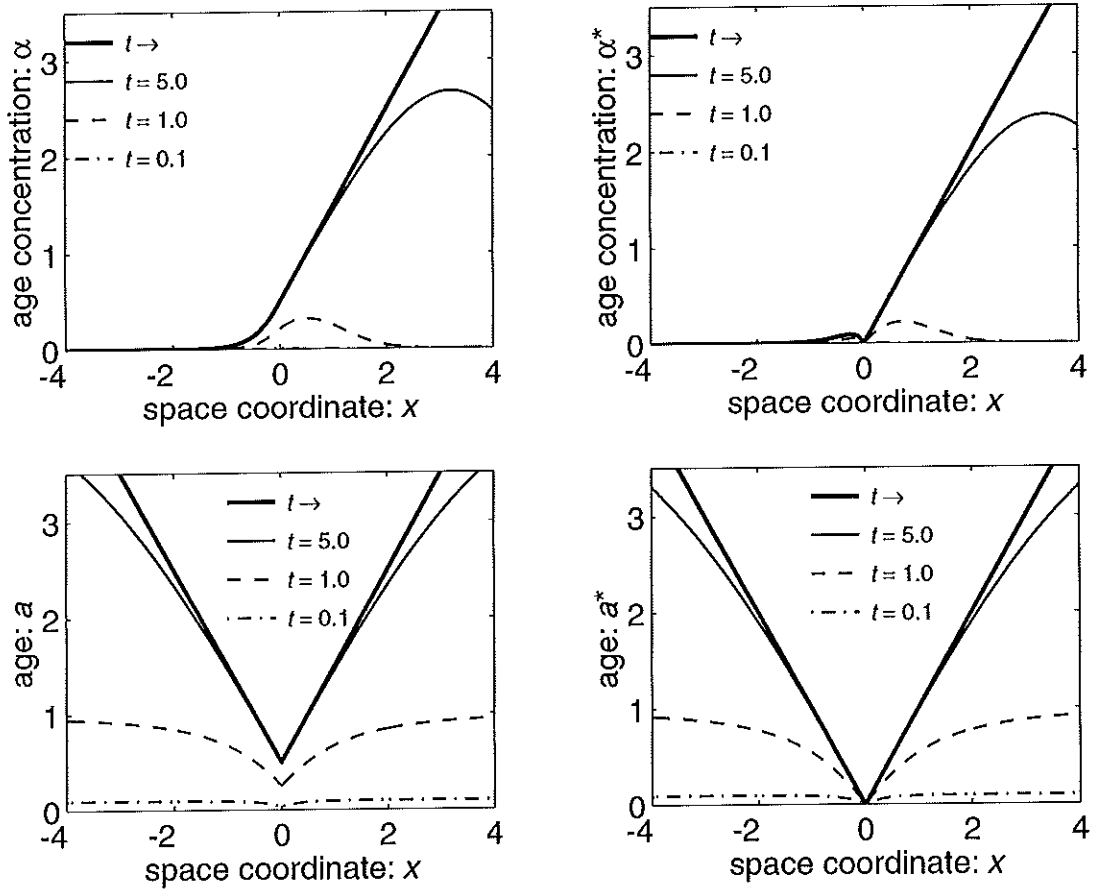 age concentration: α
3
2
1
0
t →
t = 5.0
t = 1.0
t = 0.1
-4 -2 0 2 4
space coordinate: x
age concentration: α*
3
2
1
0
t →
t = 5.0
t = 1.0
t = 0.1
-4 -2 0 2 4
space coordinate: x
age: a
3
2
1
0
t →
t = 5.0
t = 1.0
t = 0.1
-4 -2 0 2 4
space coordinate: x
age: a*
3
2
1
0
t →
t = 5.0
t = 1.0
t = 0.1
-4 -2 0 2 4
space coordinate: x